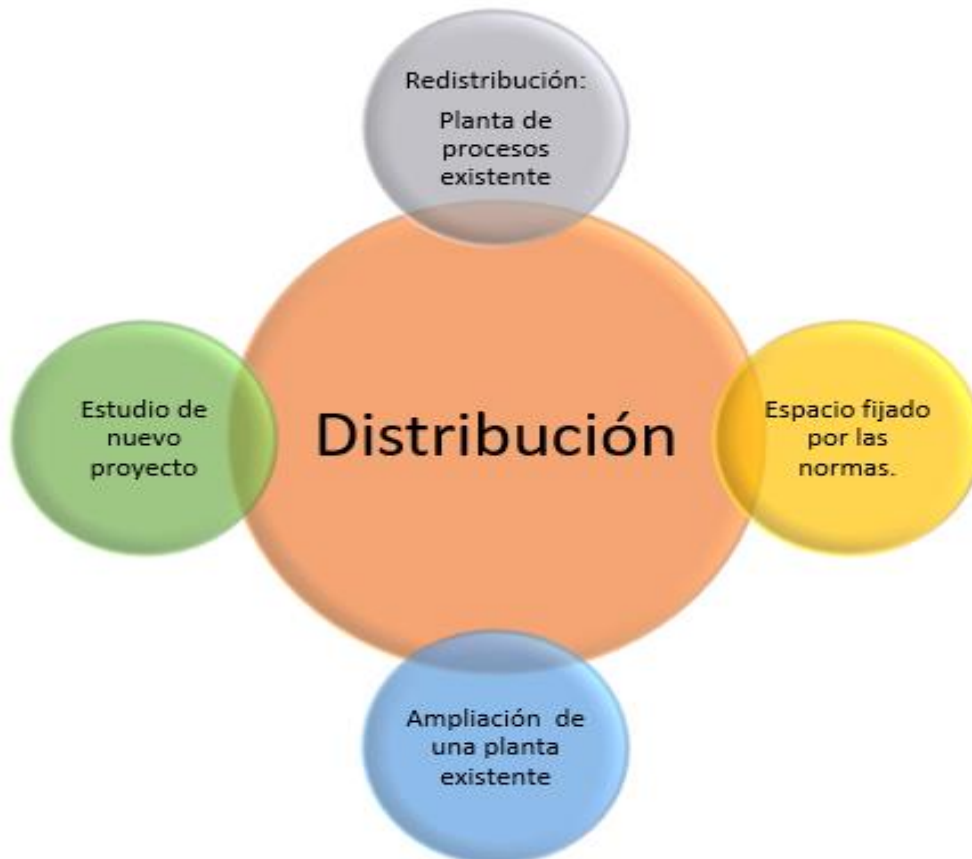 Redistribución:
Planta de
procesos
existente
Estudio de
nuevo
proyecto
Distribución
Espacio fijado
por las
normas.
Ampliación de
una planta
existente